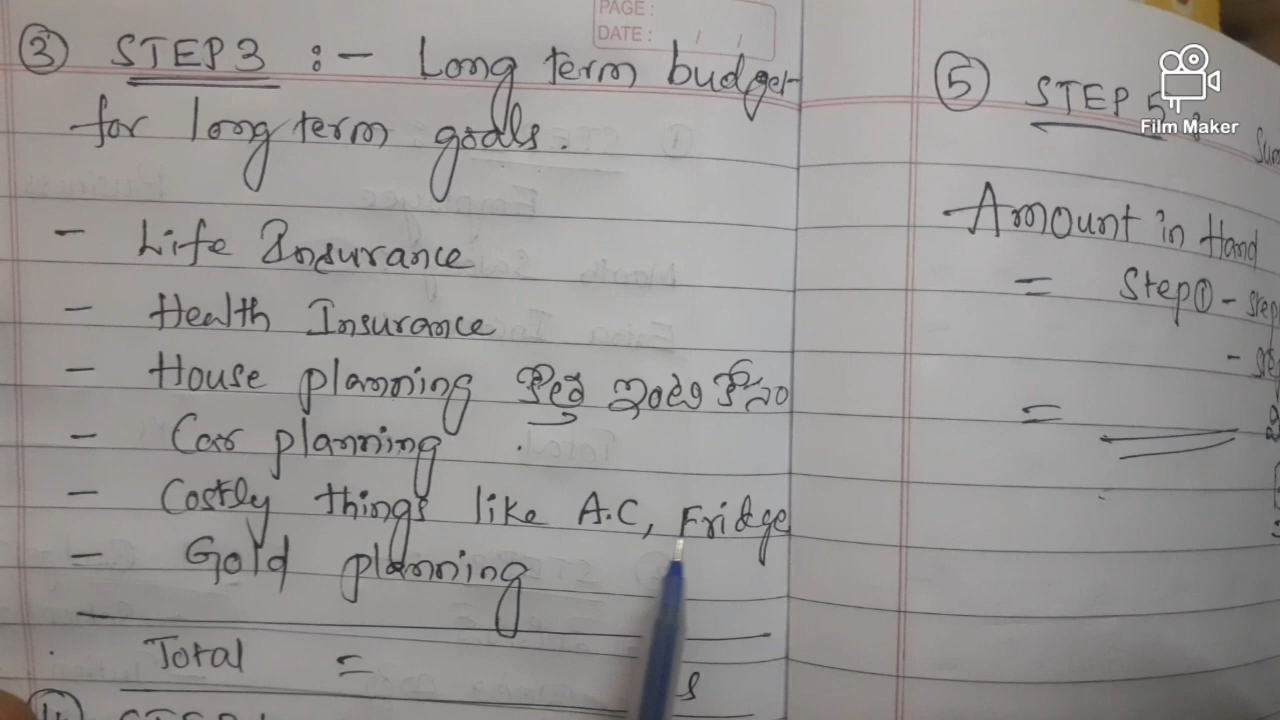 PAGE :
DATE : / /
③ STEP 3 :- Long term budget
for long term goals.
- Life Insurance
- Health Insurance
- House planning
- Car planning
- Costly things like A.C, Fridge
- Gold planning
Total =
⑤ STEP 5
Amount in Hand
= Step① -
-
=
Film Maker